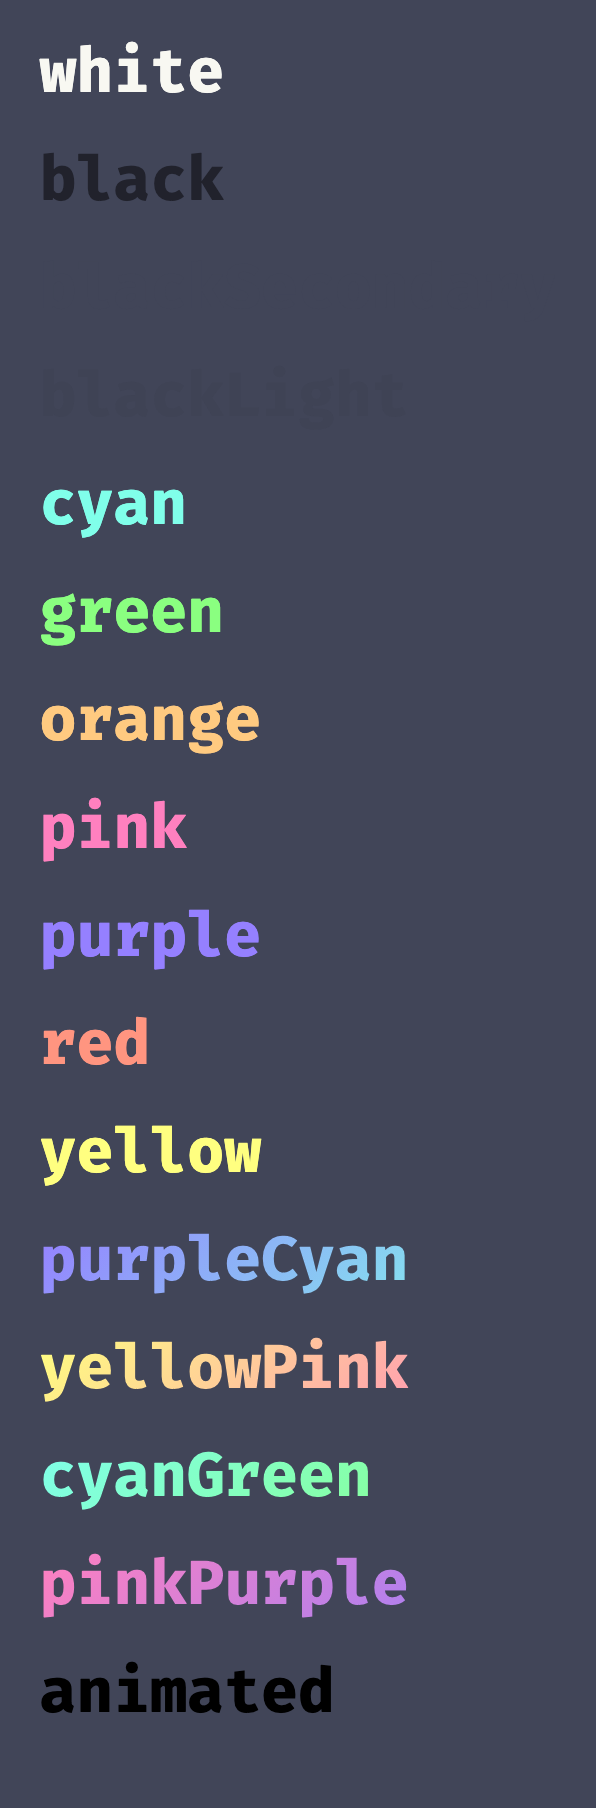 white
black
blackLight
cyan
green
orange
pink
purple
red
yellow
purpleCyan
yellowPink
cyanGreen
pinkPurple
animated